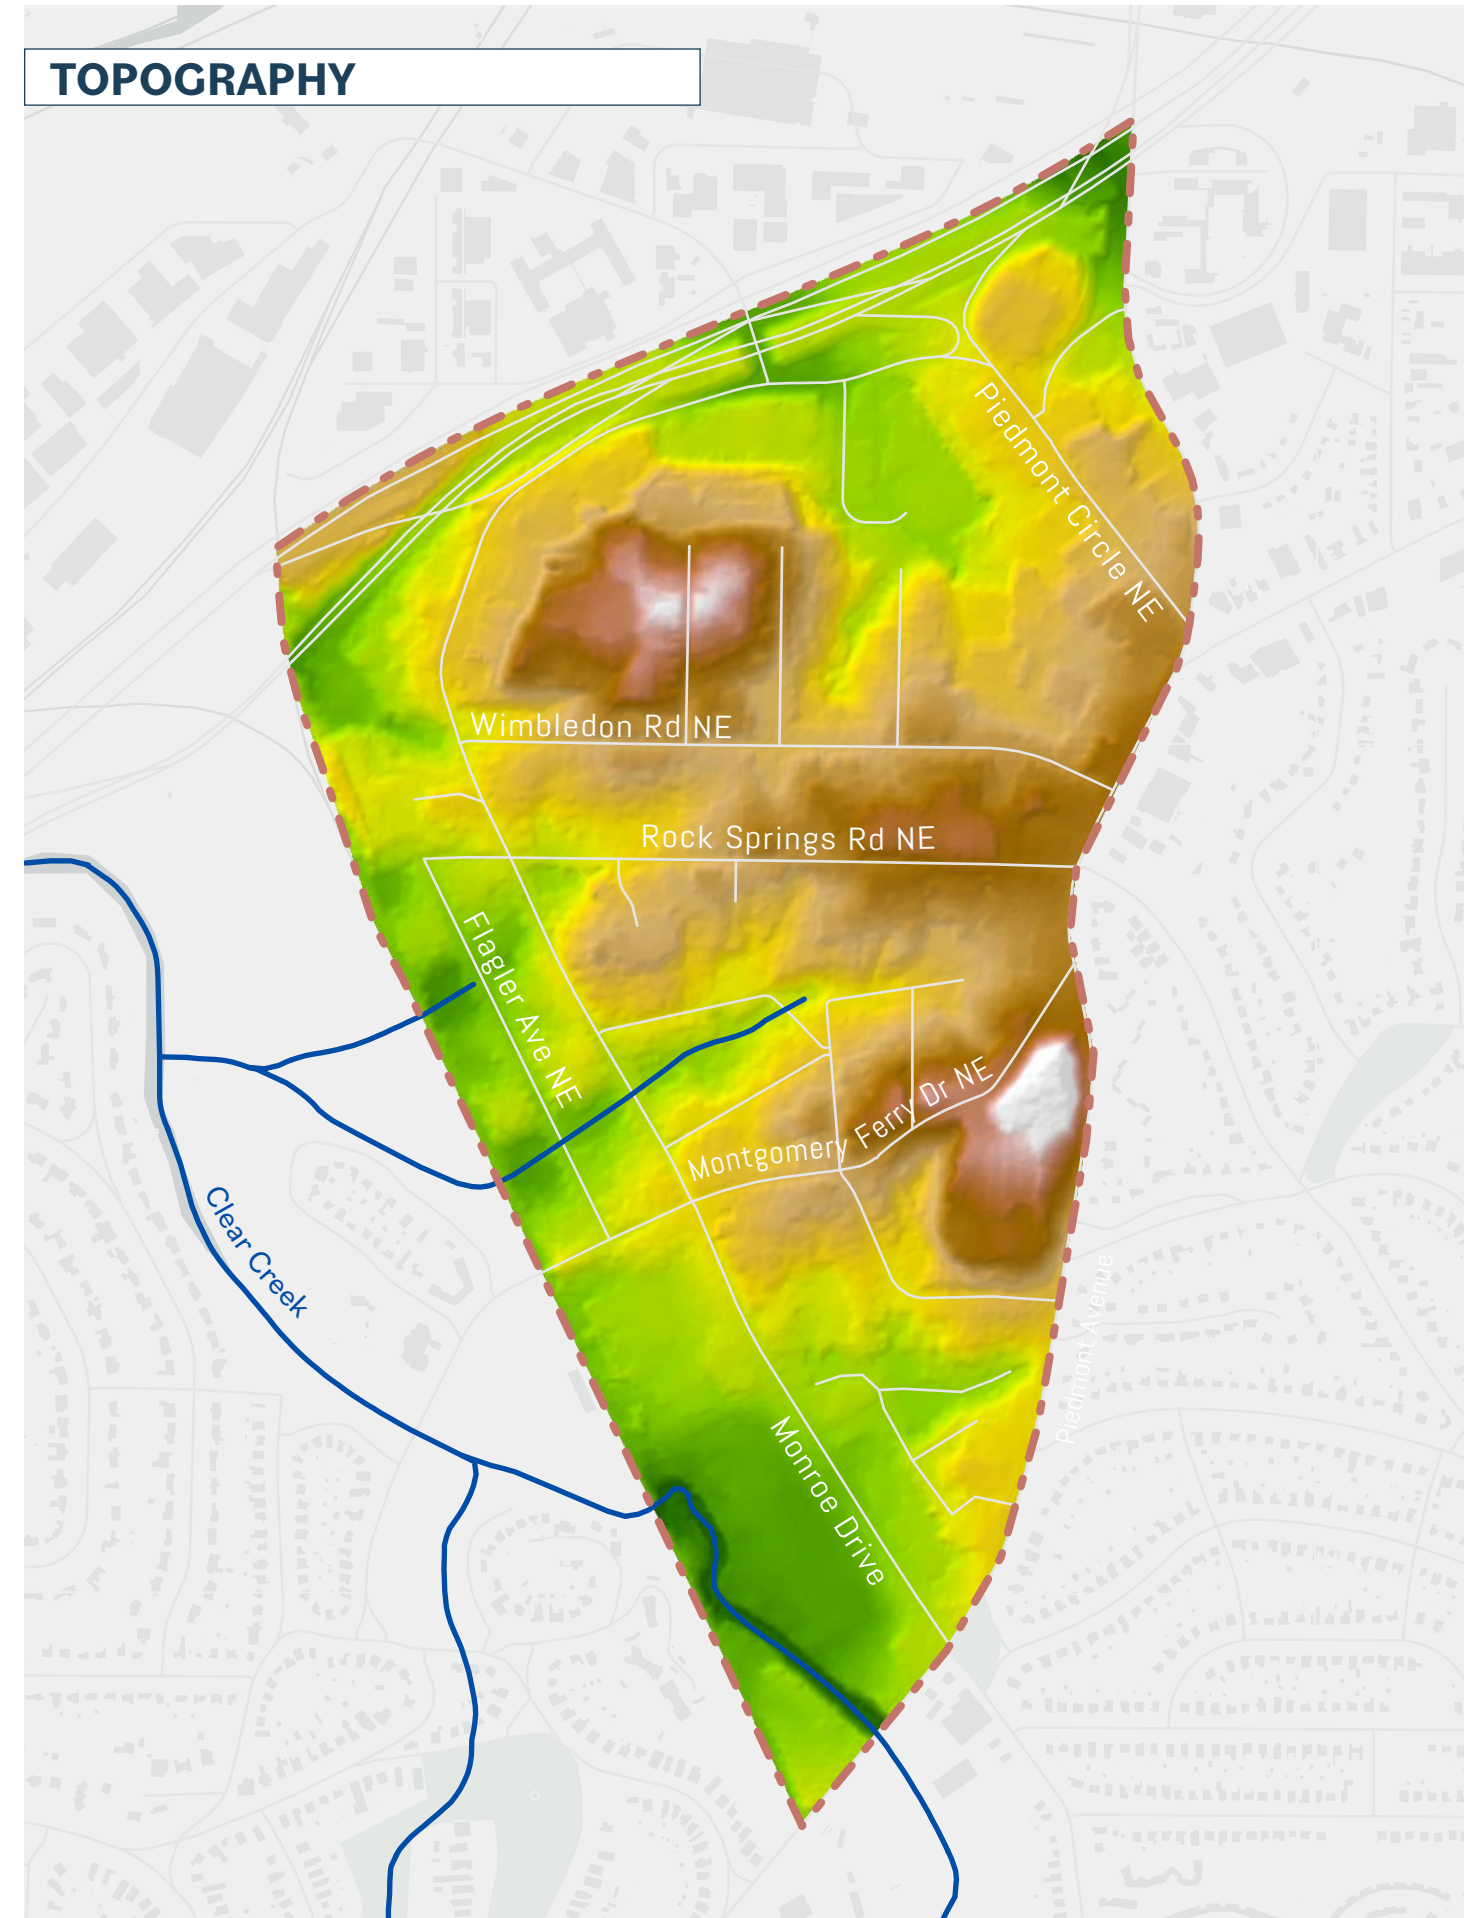 TOPOGRAPHY
Piedmont Circle NE
Wimbledon Rd NE
Rock Springs Rd NE
Flagler Ave NE
Montgomery Ferry Dr NE
Clear Creek
Piedmont Avenue
Monroe Drive